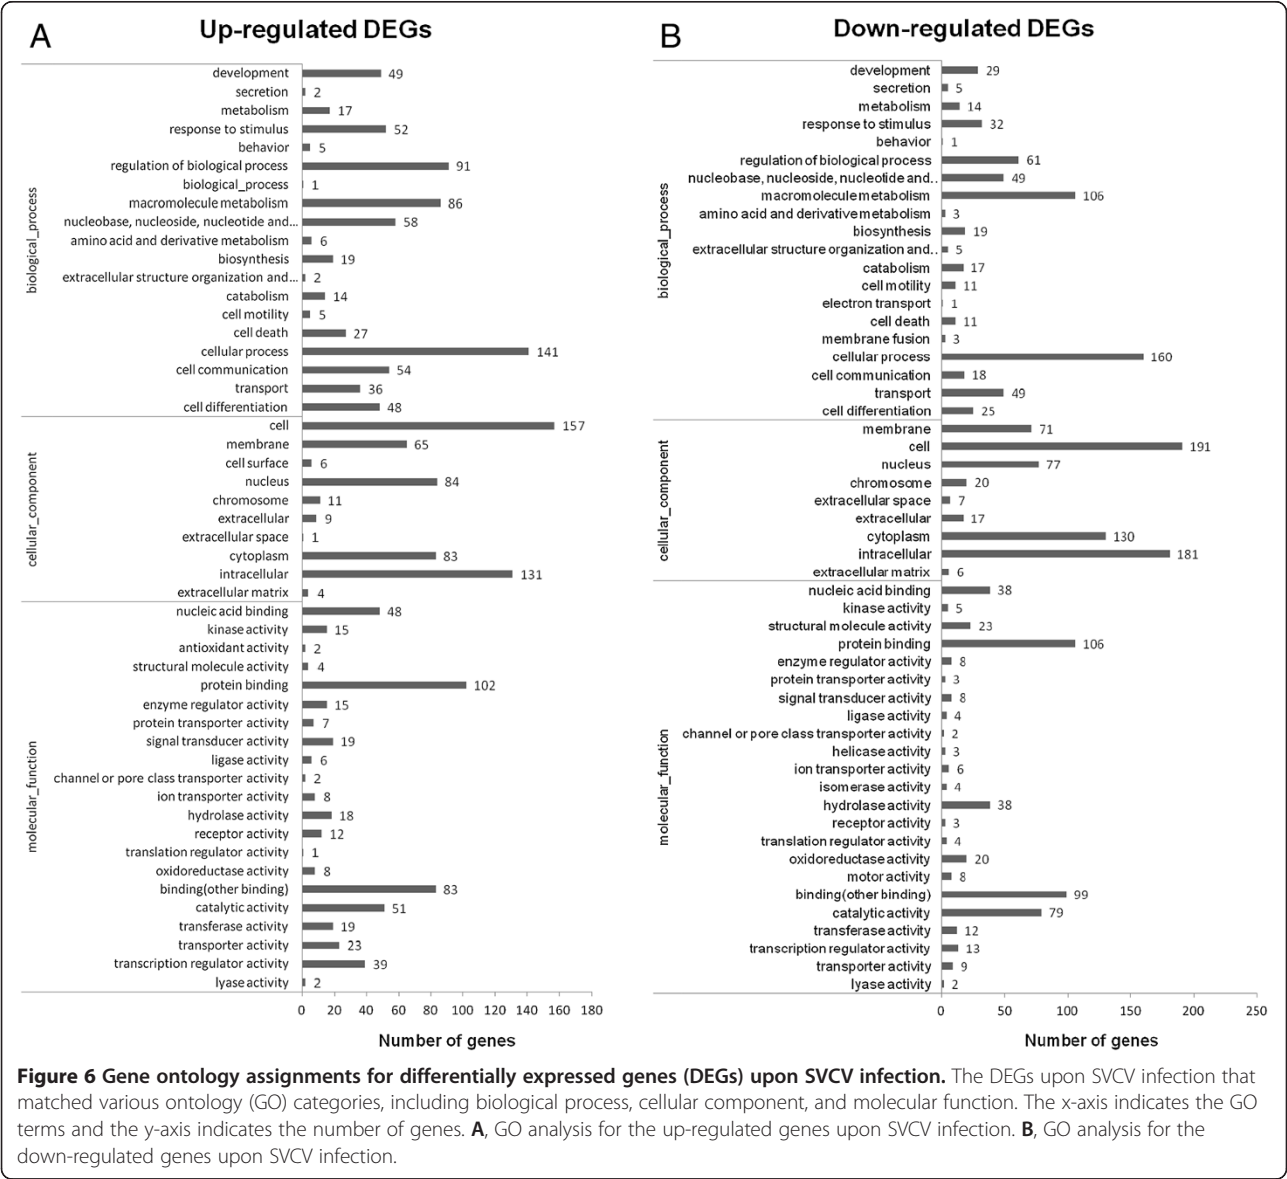 A
Up-regulated DEGs
biological_process
development 49
secretion 2
metabolism 17
response to stimulus 52
behavior 5
regulation of biological process 91
biological_process 1
macromolecule metabolism 86
nucleobase, nucleoside, nucleotide and... 58
amino acid and derivative metabolism 6
biosynthesis 19
extracellular structure organization and... 2
catabolism 14
cell motility 5
cell death 27
cellular process 141
cell communication 54
transport 36
cell differentiation 48
cellular_component
cell 157
membrane 65
cell surface 6
nucleus 84
chromosome 11
extracellular 9
extracellular space 1
cytoplasm 83
intracellular 131
extracellular matrix 4
molecular_function
nucleic acid binding 48
kinase activity 15
antioxidant activity 2
structural molecule activity 4
protein binding 102
enzyme regulator activity 15
protein transporter activity 7
signal transducer activity 19
ligase activity 6
channel or pore class transporter activity 2
ion transporter activity 8
hydrolase activity 18
receptor activity 12
translation regulator activity 1
oxidoreductase activity 8
binding(other binding) 83
catalytic activity 51
transferase activity 19
transporter activity 23
transcription regulator activity 39
lyase activity 2
0 20 40 60 80 100 120 140 160 180
Number of genes
B
Down-regulated DEGs
biological_process
development 29
secretion 5
metabolism 14
response to stimulus 32
behavior 1
regulation of biological process 61
nucleobase, nucleoside, nucleotide and.. 49
macromolecule metabolism 106
amino acid and derivative metabolism 3
biosynthesis 19
extracellular structure organization and.. 5
catabolism 17
cell motility 11
electron transport 1
cell death 11
membrane fusion 3
cellular process 160
cell communication 18
transport 49
cell differentiation 25
cellular_component
membrane 71
cell 191
nucleus 77
chromosome 20
extracellular space 7
extracellular 17
cytoplasm 130
intracellular 181
extracellular matrix 6
molecular_function
nucleic acid binding 38
kinase activity 5
structural molecule activity 23
protein binding 106
enzyme regulator activity 8
protein transporter activity 3
signal transducer activity 8
ligase activity 4
channel or pore class transporter activity 2
helicase activity 3
ion transporter activity 6
isomerase activity 4
hydrolase activity 38
receptor activity 3
translation regulator activity 4
oxidoreductase activity 20
motor activity 8
binding(other binding) 99
catalytic activity 79
transferase activity 12
transcription regulator activity 13
transporter activity 9
lyase activity 2
0 50 100 150 200 250
Number of genes
Figure 6 Gene ontology assignments for differentially expressed genes (DEGs) upon SVCV infection. The DEGs upon SVCV infection that
matched various ontology (GO) categories, including biological process, cellular component, and molecular function. The x-axis indicates the GO
terms and the y-axis indicates the number of genes. A, GO analysis for the up-regulated genes upon SVCV infection. B, GO analysis for the
down-regulated genes upon SVCV infection.